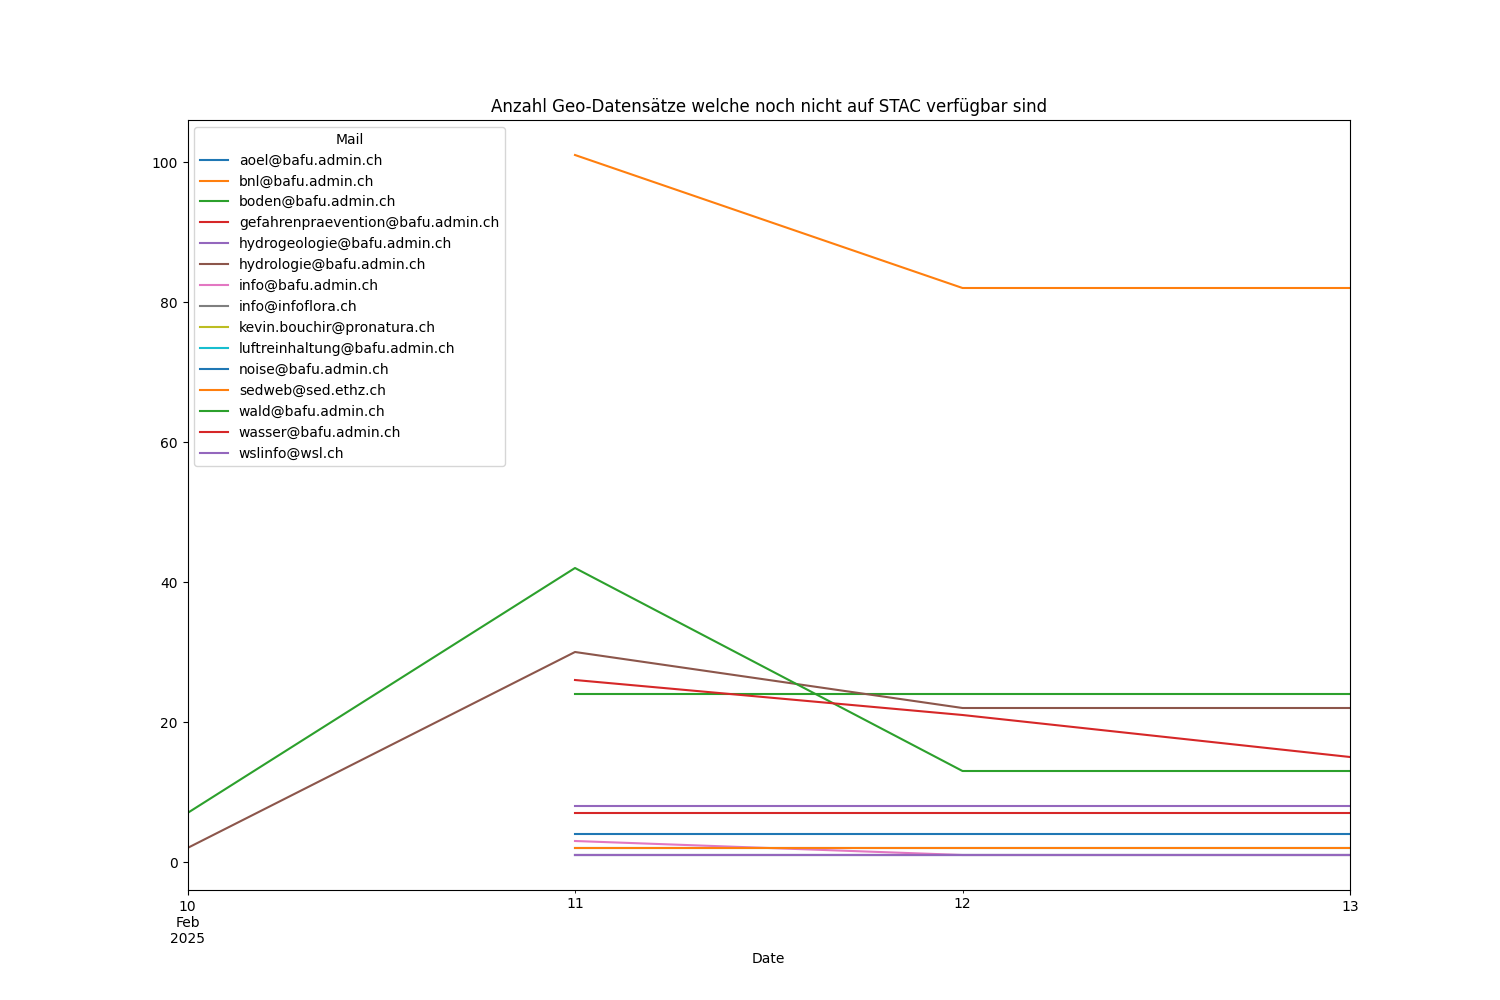 Anzahl Geo-Datensätze welche noch nicht auf STAC verfügbar sind
Mail
aoel@bafu.admin.ch
bnl@bafu.admin.ch
boden@bafu.admin.ch
gefahrenpraevention@bafu.admin.ch
hydrogeologie@bafu.admin.ch
hydrologie@bafu.admin.ch
info@bafu.admin.ch
info@infoflora.ch
kevin.bouchir@pronatura.ch
luftreinhaltung@bafu.admin.ch
noise@bafu.admin.ch
sedweb@sed.ethz.ch
wald@bafu.admin.ch
wasser@bafu.admin.ch
wslinfo@wsl.ch
100
80
60
40
20
0
10 11 12 13
Feb
2025
Date